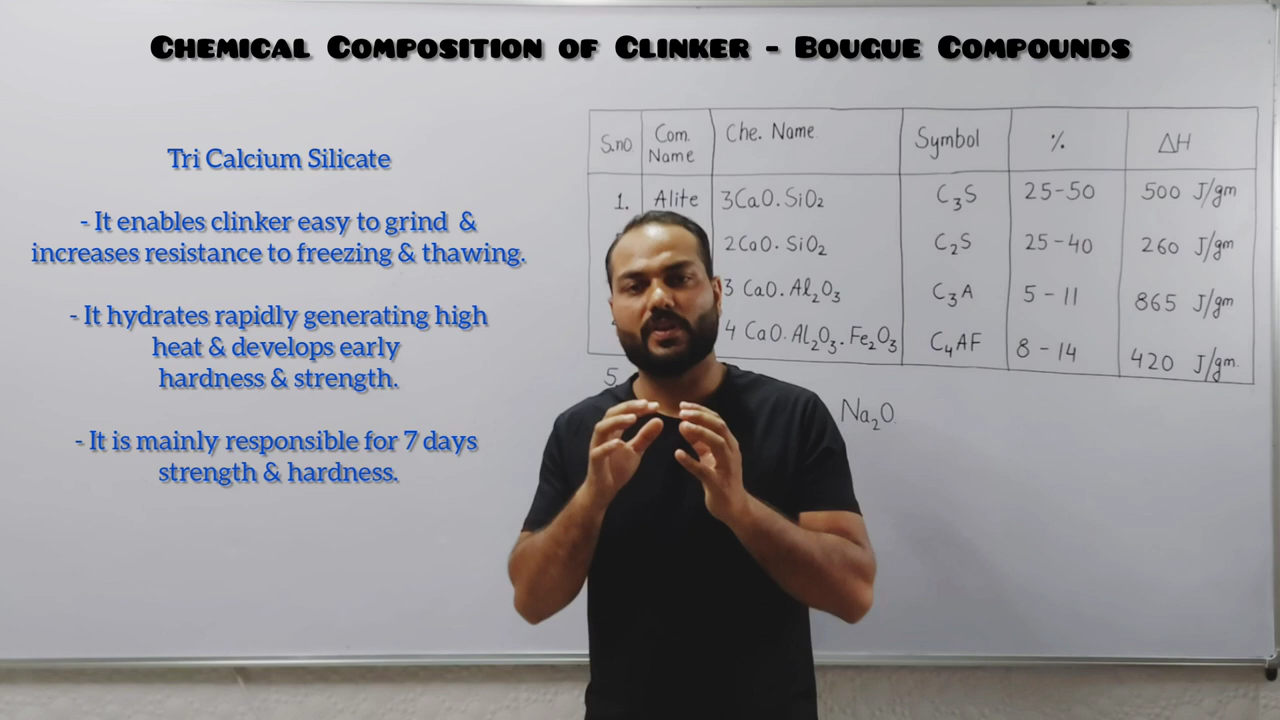 CHEMICAL COMPOSITION OF CLINKER - BOUGUE COMPOUNDS
Tri Calcium Silicate
- It enables clinker easy to grind &
increases resistance to freezing & thawing.
- It hydrates rapidly generating high
heat & develops early
hardness & strength.
- It is mainly responsible for 7 days
strength & hardness.
S.no Com. Name Che. Name Symbol % ΔH
1. Alite 3CaO.SiO₂ C₃S 25-50 500 J/gm
2CaO.SiO₂ C₂S 25-40 260 J/gm
3 CaO.Al₂O₃ C₃A 5-11 865 J/gm
4 CaO.Al₂O₃.Fe₂O₃ C₄AF 8-14 420 J/gm.
5
Na₂O